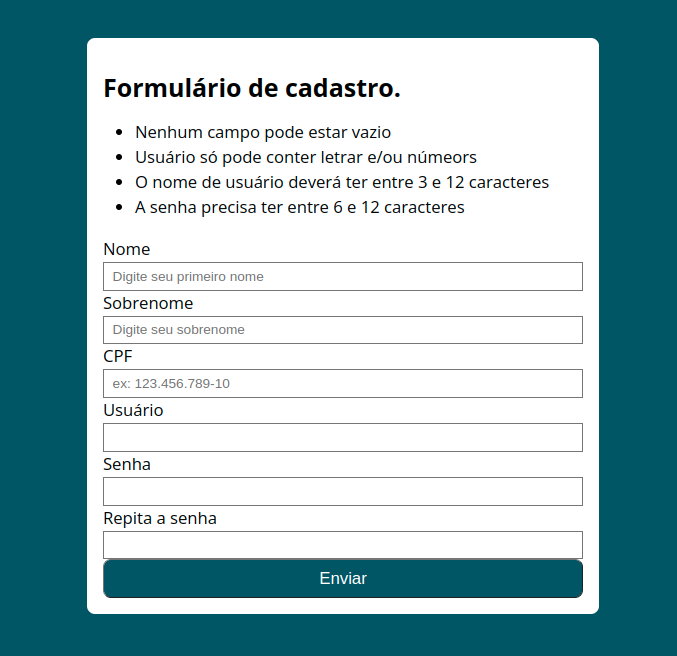 Formulário de cadastro.
Nenhum campo pode estar vazio
Usuário só pode conter letrar e/ou númeors
O nome de usuário deverá ter entre 3 e 12 caracteres
A senha precisa ter entre 6 e 12 caracteres
Nome
Digite seu primeiro nome
Sobrenome
Digite seu sobrenome
CPF
ex: 123.456.789-10
Usuário
Senha
Repita a senha
Enviar